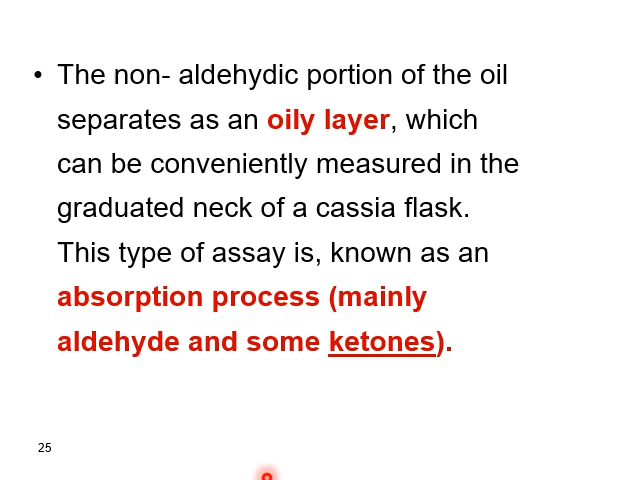 • The non- aldehydic portion of the oil
separates as an oily layer, which
can be conveniently measured in the
graduated neck of a cassia flask.
This type of assay is, known as an
absorption process (mainly
aldehyde and some ketones).
25